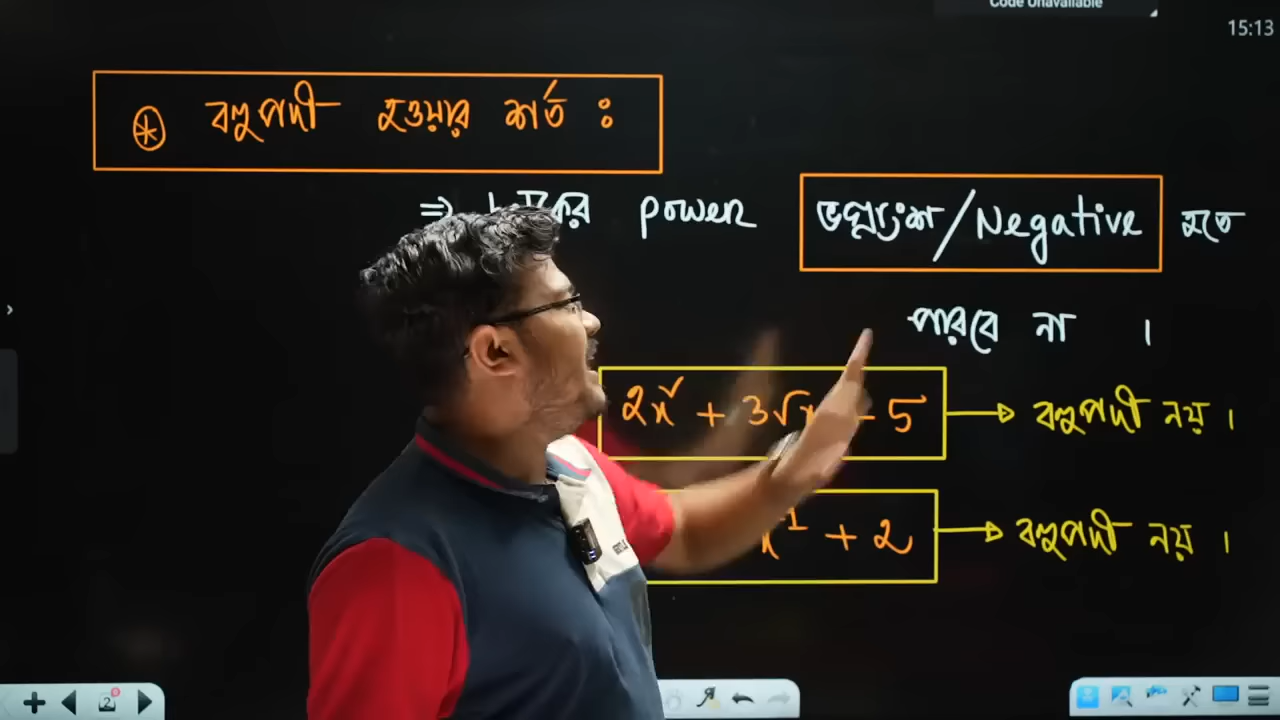 Code Unavailable
15:13
⊛ বহুপদী হওয়ার শর্ত :
⇒ power ভগ্নাংশ/Negative হতে
পারবে না ।
2x² + 3√x - 5 → বহুপদী নয় ।
+ 2 → বহুপদী নয় ।
2